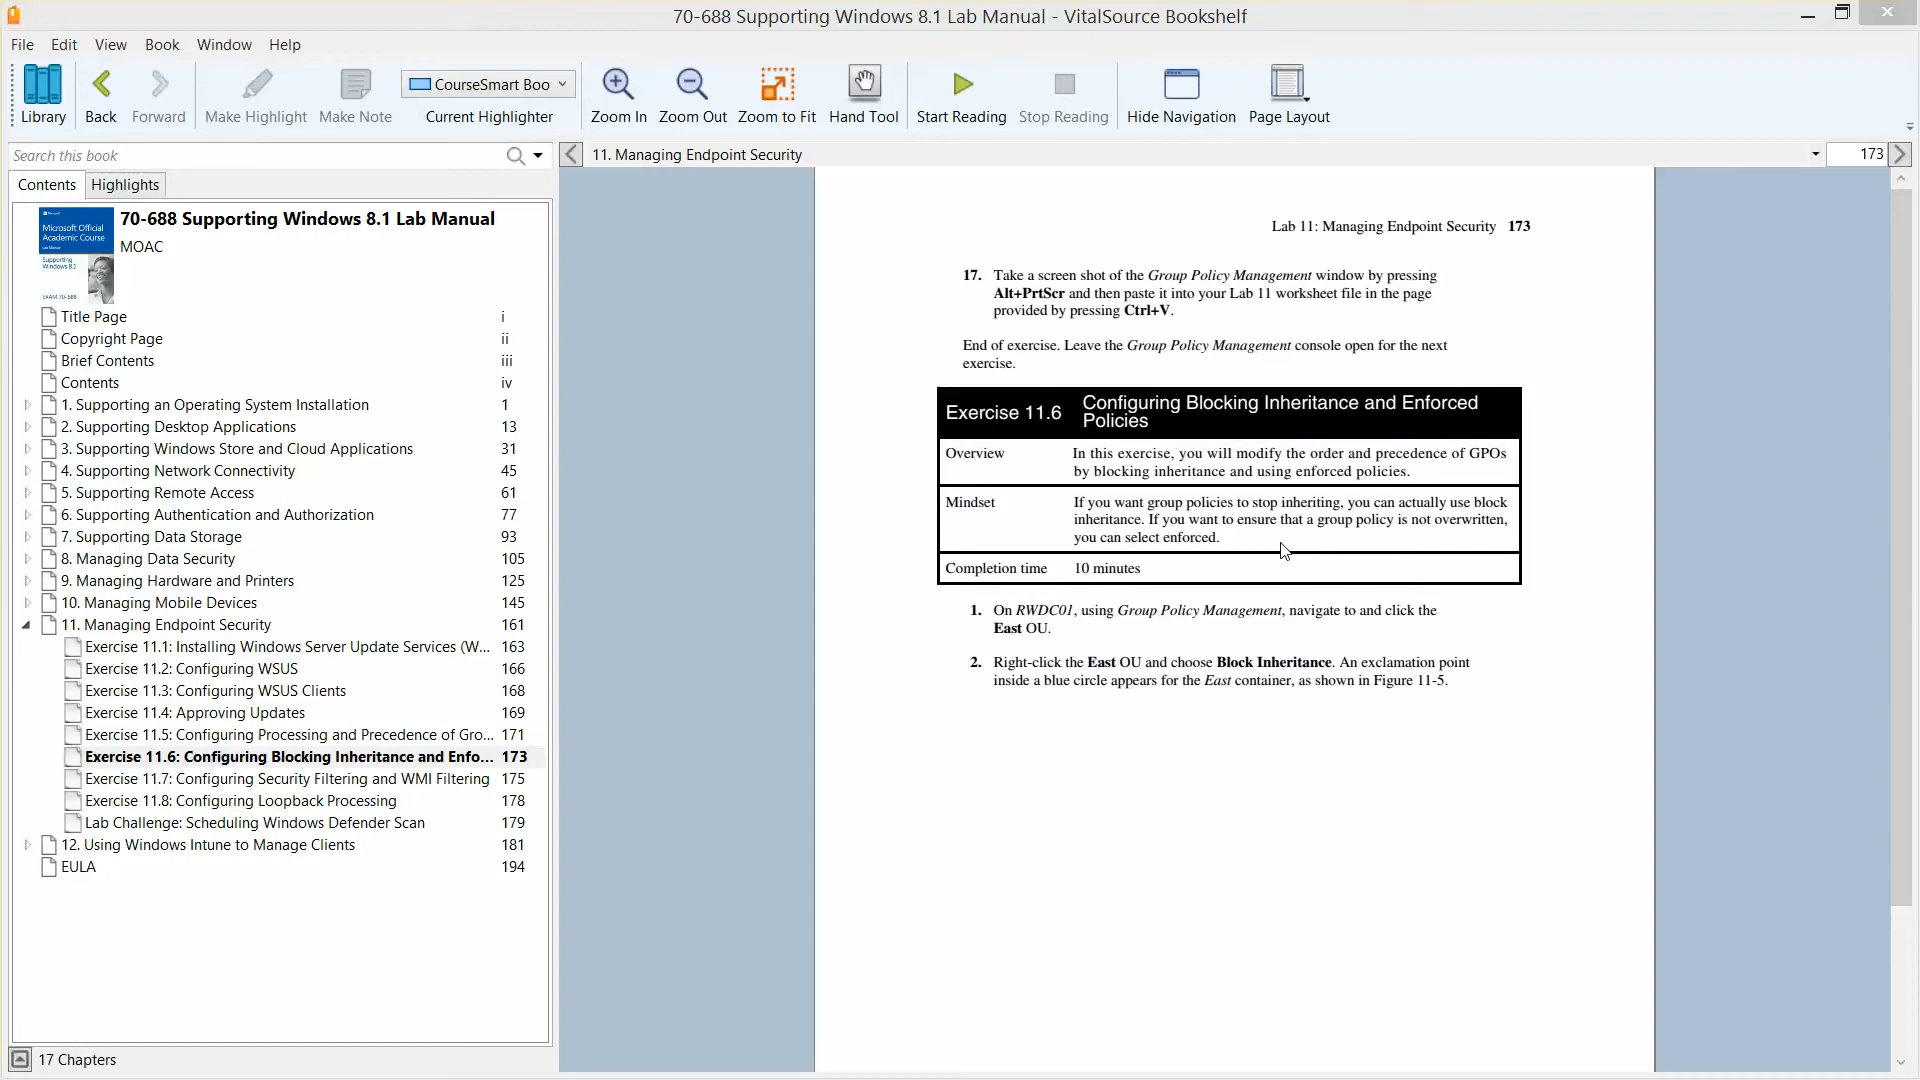 70-688 Supporting Windows 8.1 Lab Manual - VitalSource Bookshelf
File Edit View Book Window Help
CourseSmart Boo
Library Back Forward Make Highlight Make Note Current Highlighter Zoom In Zoom Out Zoom to Fit Hand Tool Start Reading Stop Reading Hide Navigation Page Layout
Search this book
11. Managing Endpoint Security 173
Contents Highlights
Microsoft Official
Academic Course
Supporting
Windows 8.1
EXAM 70-688
70-688 Supporting Windows 8.1 Lab Manual
MOAC
Title Page i
Copyright Page ii
Brief Contents iii
Contents iv
1. Supporting an Operating System Installation 1
2. Supporting Desktop Applications 13
3. Supporting Windows Store and Cloud Applications 31
4. Supporting Network Connectivity 45
5. Supporting Remote Access 61
6. Supporting Authentication and Authorization 77
7. Supporting Data Storage 93
8. Managing Data Security 105
9. Managing Hardware and Printers 125
10. Managing Mobile Devices 145
11. Managing Endpoint Security 161
Exercise 11.1: Installing Windows Server Update Services (W... 163
Exercise 11.2: Configuring WSUS 166
Exercise 11.3: Configuring WSUS Clients 168
Exercise 11.4: Approving Updates 169
Exercise 11.5: Configuring Processing and Precedence of Gro... 171
Exercise 11.6: Configuring Blocking Inheritance and Enfo... 173
Exercise 11.7: Configuring Security Filtering and WMI Filtering 175
Exercise 11.8: Configuring Loopback Processing 178
Lab Challenge: Scheduling Windows Defender Scan 179
12. Using Windows Intune to Manage Clients 181
EULA 194
17 Chapters
Lab 11: Managing Endpoint Security 173
17. Take a screen shot of the Group Policy Management window by pressing
Alt+PrtScr and then paste it into your Lab 11 worksheet file in the page
provided by pressing Ctrl+V.
End of exercise. Leave the Group Policy Management console open for the next
exercise.
Exercise 11.6 Configuring Blocking Inheritance and Enforced
Policies
Overview In this exercise, you will modify the order and precedence of GPOs
by blocking inheritance and using enforced policies.
Mindset If you want group policies to stop inheriting, you can actually use block
inheritance. If you want to ensure that a group policy is not overwritten,
you can select enforced.
Completion time 10 minutes
1. On RWDC01, using Group Policy Management, navigate to and click the
East OU.
2. Right-click the East OU and choose Block Inheritance. An exclamation point
inside a blue circle appears for the East container, as shown in Figure 11-5.